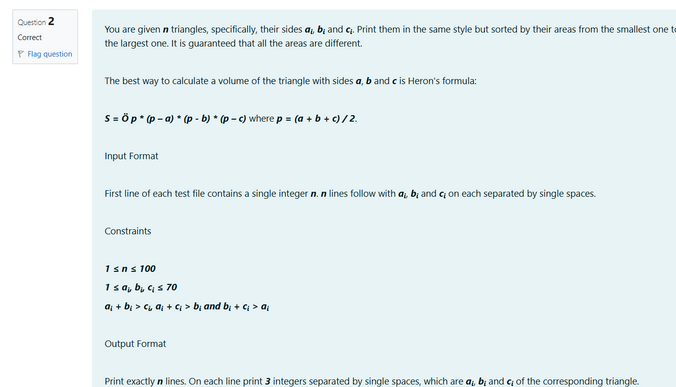 Question 2
Correct
Flag question
You are given n triangles, specifically, their sides aᵢ, bᵢ and cᵢ. Print them in the same style but sorted by their areas from the smallest one to
the largest one. It is guaranteed that all the areas are different.
The best way to calculate a volume of the triangle with sides a, b and c is Heron's formula:
S = Ö p * (p – a) * (p - b) * (p – c) where p = (a + b + c) / 2.
Input Format
First line of each test file contains a single integer n. n lines follow with aᵢ, bᵢ and cᵢ on each separated by single spaces.
Constraints
1 ≤ n ≤ 100
1 ≤ aᵢ, bᵢ, cᵢ ≤ 70
aᵢ + bᵢ > cᵢ, aᵢ + cᵢ > bᵢ and bᵢ + cᵢ > aᵢ
Output Format
Print exactly n lines. On each line print 3 integers separated by single spaces, which are aᵢ, bᵢ and cᵢ of the corresponding triangle.